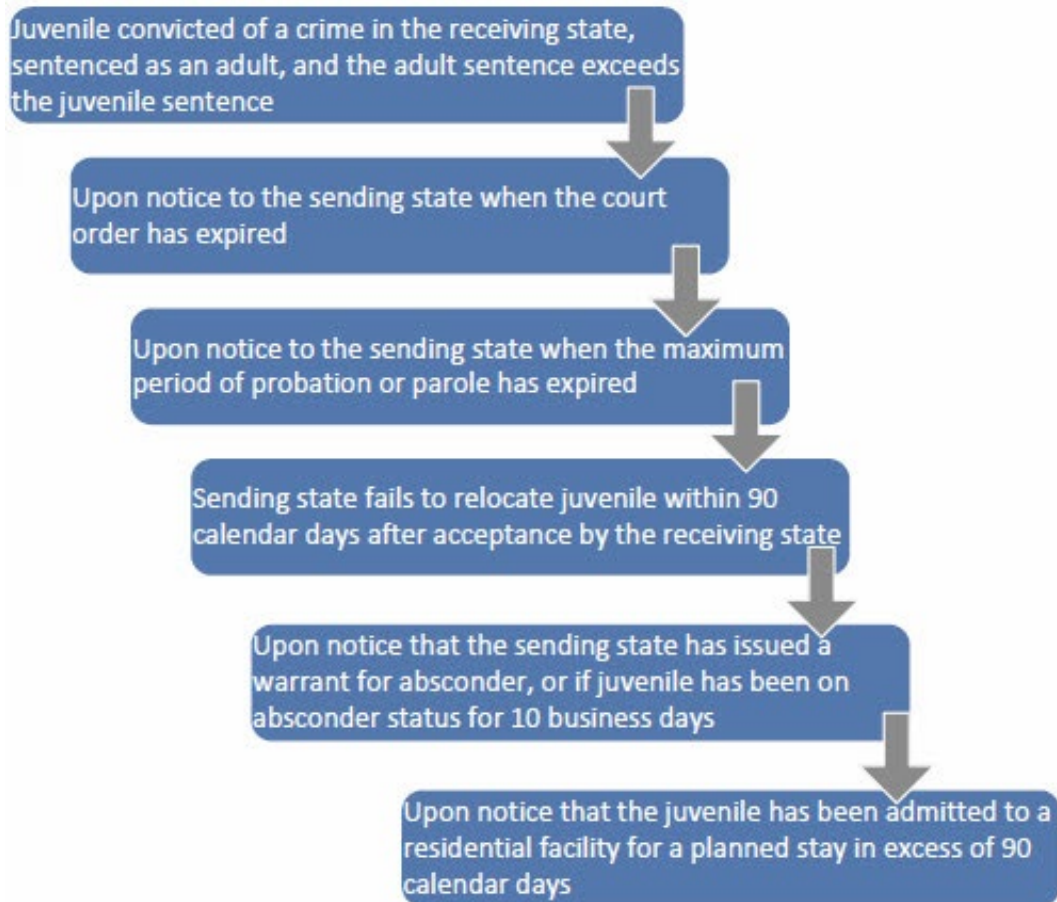 Juvenile convicted of a crime in the receiving state,
sentenced as an adult, and the adult sentence exceeds
the juvenile sentence
Upon notice to the sending state when the court
order has expired
Upon notice to the sending state when the maximum
period of probation or parole has expired
Sending state fails to relocate juvenile within 90
calendar days after acceptance by the receiving state
Upon notice that the sending state has issued a
warrant for absconder, or if juvenile has been on
absconder status for 10 business days
Upon notice that the juvenile has been admitted to a
residential facility for a planned stay in excess of 90
calendar days